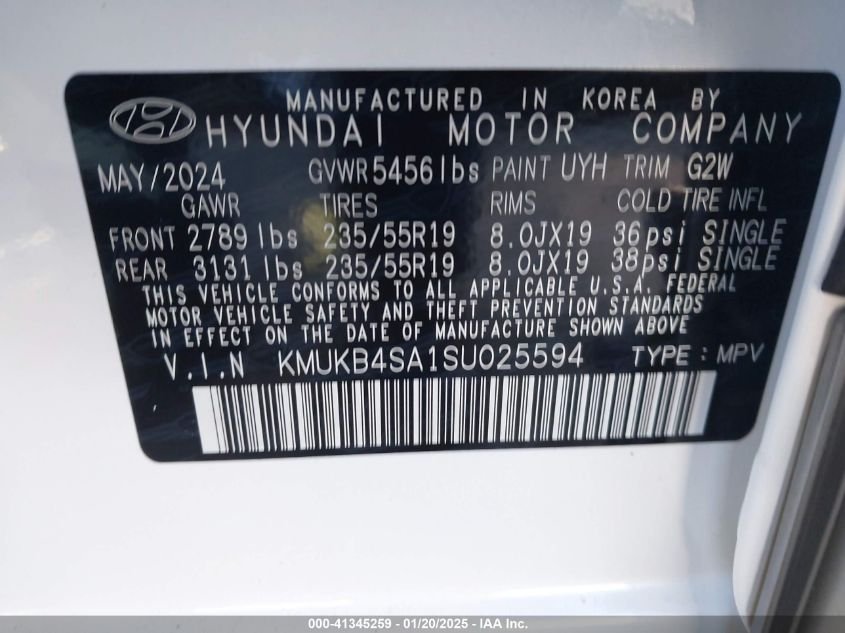 MANUFACTURED IN KOREA BY
HYUNDAI MOTOR COMPANY
MAY/2024 GVWR 5456 lbs PAINT UYH TRIM G2W
GAWR TIRES RIMS COLD TIRE INFL
FRONT 2789 lbs 235/55R19 8.0JX19 36psi SINGLE
REAR 3131 lbs 235/55R19 8.0JX19 38psi SINGLE
THIS VEHICLE CONFORMS TO ALL APPLICABLE U.S.A. FEDERAL
MOTOR VEHICLE SAFETY AND THEFT PREVENTION STANDARDS
IN EFFECT ON THE DATE OF MANUFACTURE SHOWN ABOVE
V.I.N KMUKB4SA1SU025594 TYPE : MPV
000-41345259 - 01/20/2025 - IAA Inc.